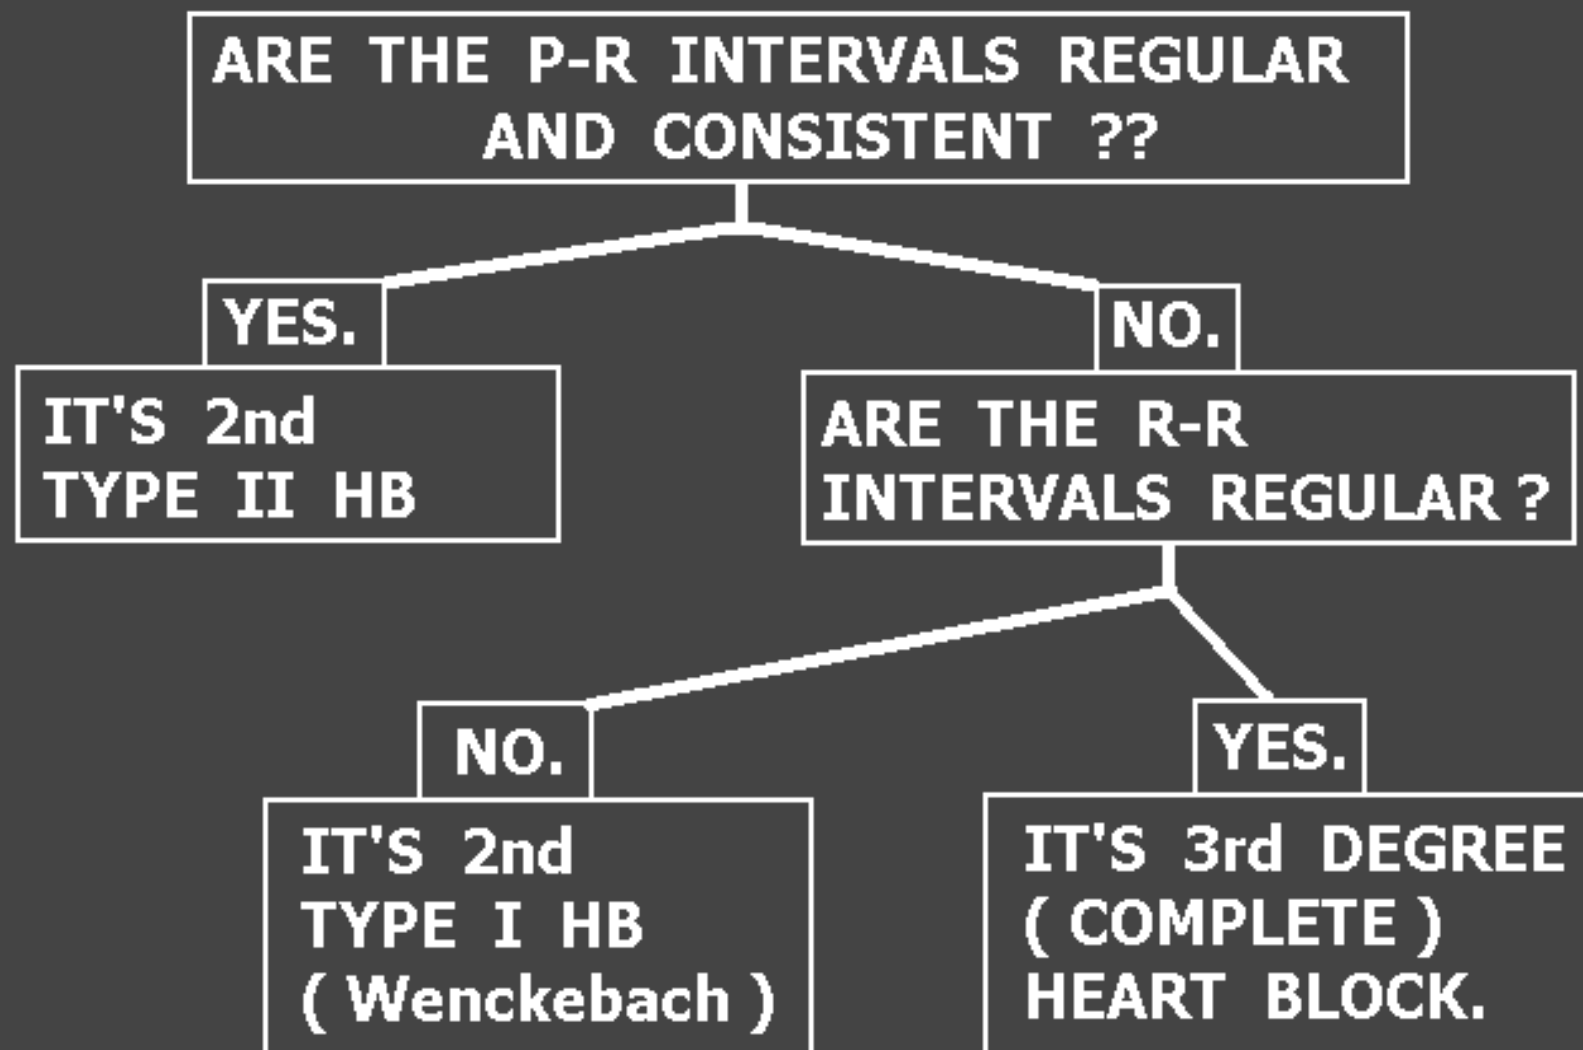 ARE THE P-R INTERVALS REGULAR
AND CONSISTENT ??
YES.
IT'S 2nd
TYPE II HB
NO.
ARE THE R-R
INTERVALS REGULAR ?
NO.
IT'S 2nd
TYPE I HB
( Wenckebach )
YES.
IT'S 3rd DEGREE
( COMPLETE )
HEART BLOCK.